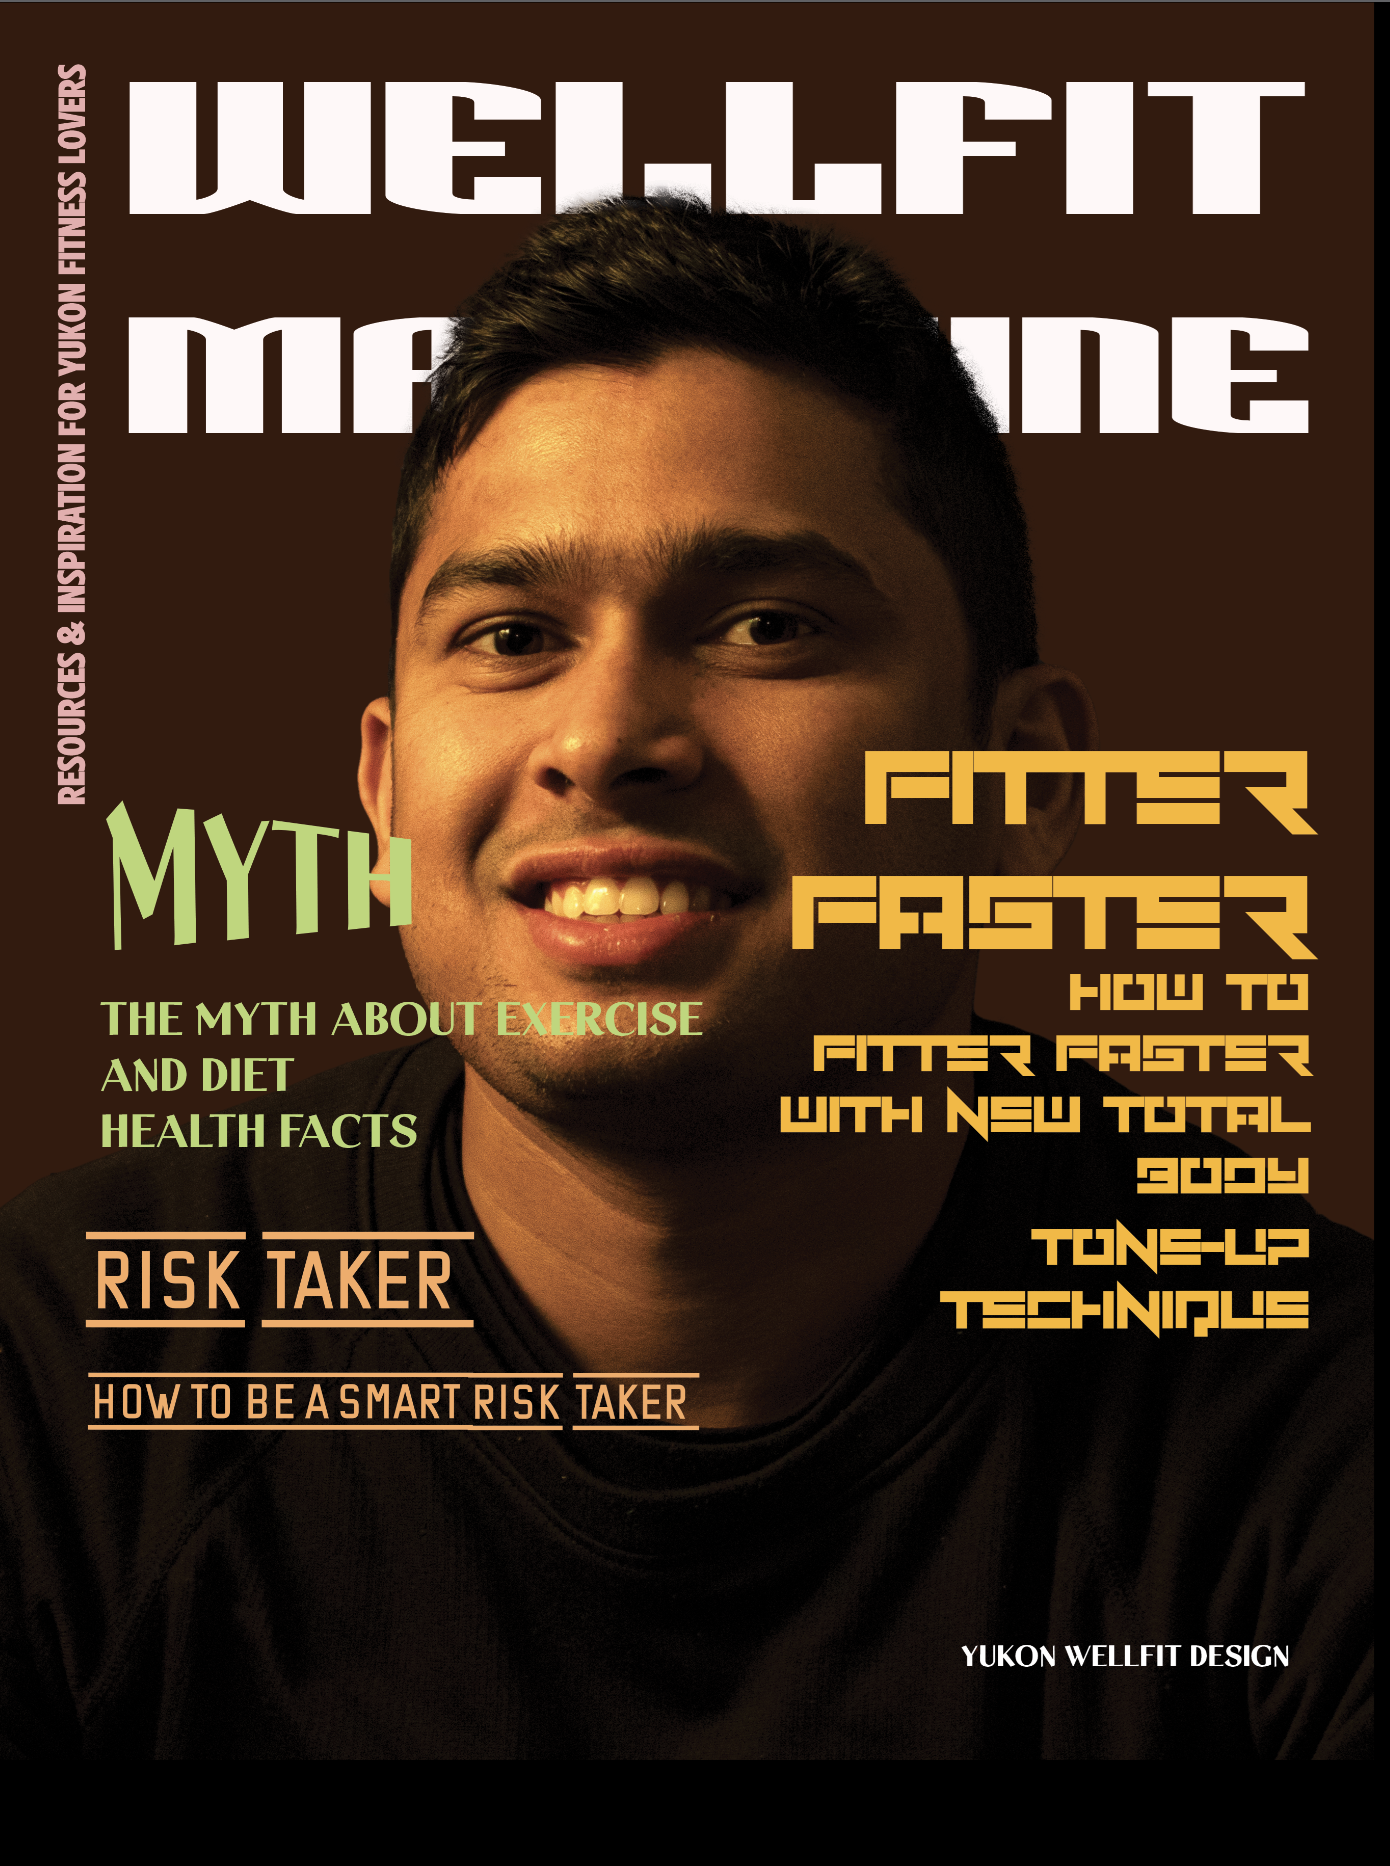 RESOURCES & INSPIRATION FOR YUKON FITNESS LOVERS
WELLFIT
MYTH
THE MYTH ABOUT EXERCISE
AND DIET
HEALTH FACTS
RISK TAKER
HOW TO BE A SMART RISK TAKER
FITTER
FASTER
HOW TO
FITTER FASTER
WITH NEW TOTAL
BODY
TONE-UP
TECHNIQUE
YUKON WELLFIT DESIGN